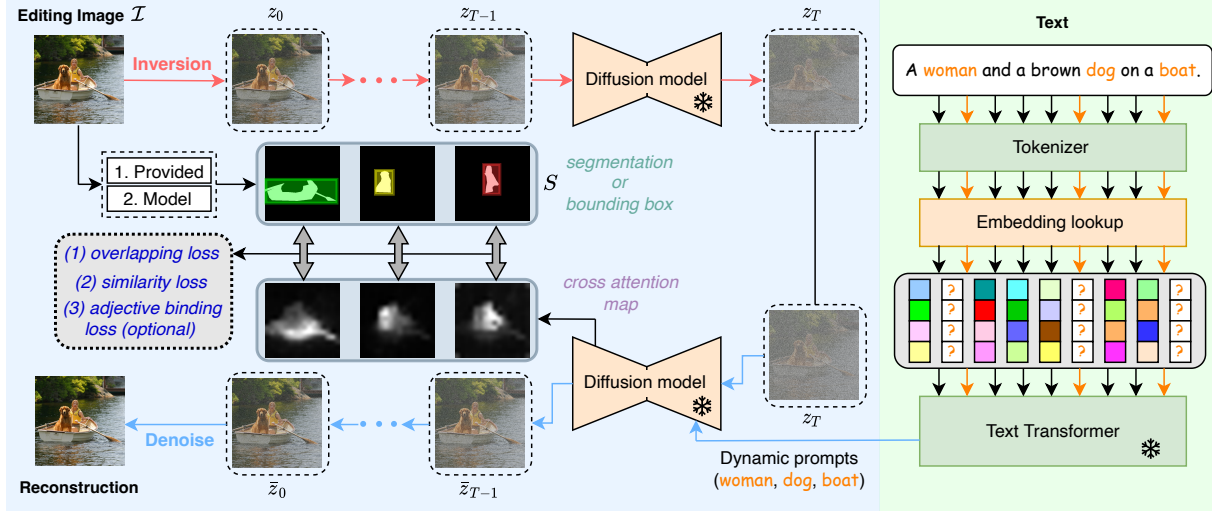 Editing Image I
z_0
z_{T-1}
z_T
Text
Inversion
Diffusion model
A woman and a brown dog on a boat.
Tokenizer
1. Provided
2. Model
S
segmentation
or
bounding box
Embedding lookup
(1) overlapping loss
(2) similarity loss
(3) adjective binding
loss (optional)
cross attention
map
? ? ?
? ? ?
? ? ?
? ? ?
Diffusion model
z_T
Text Transformer
Denoise
Dynamic prompts
(woman, dog, boat)
Reconstruction
z̄_0
z̄_{T-1}